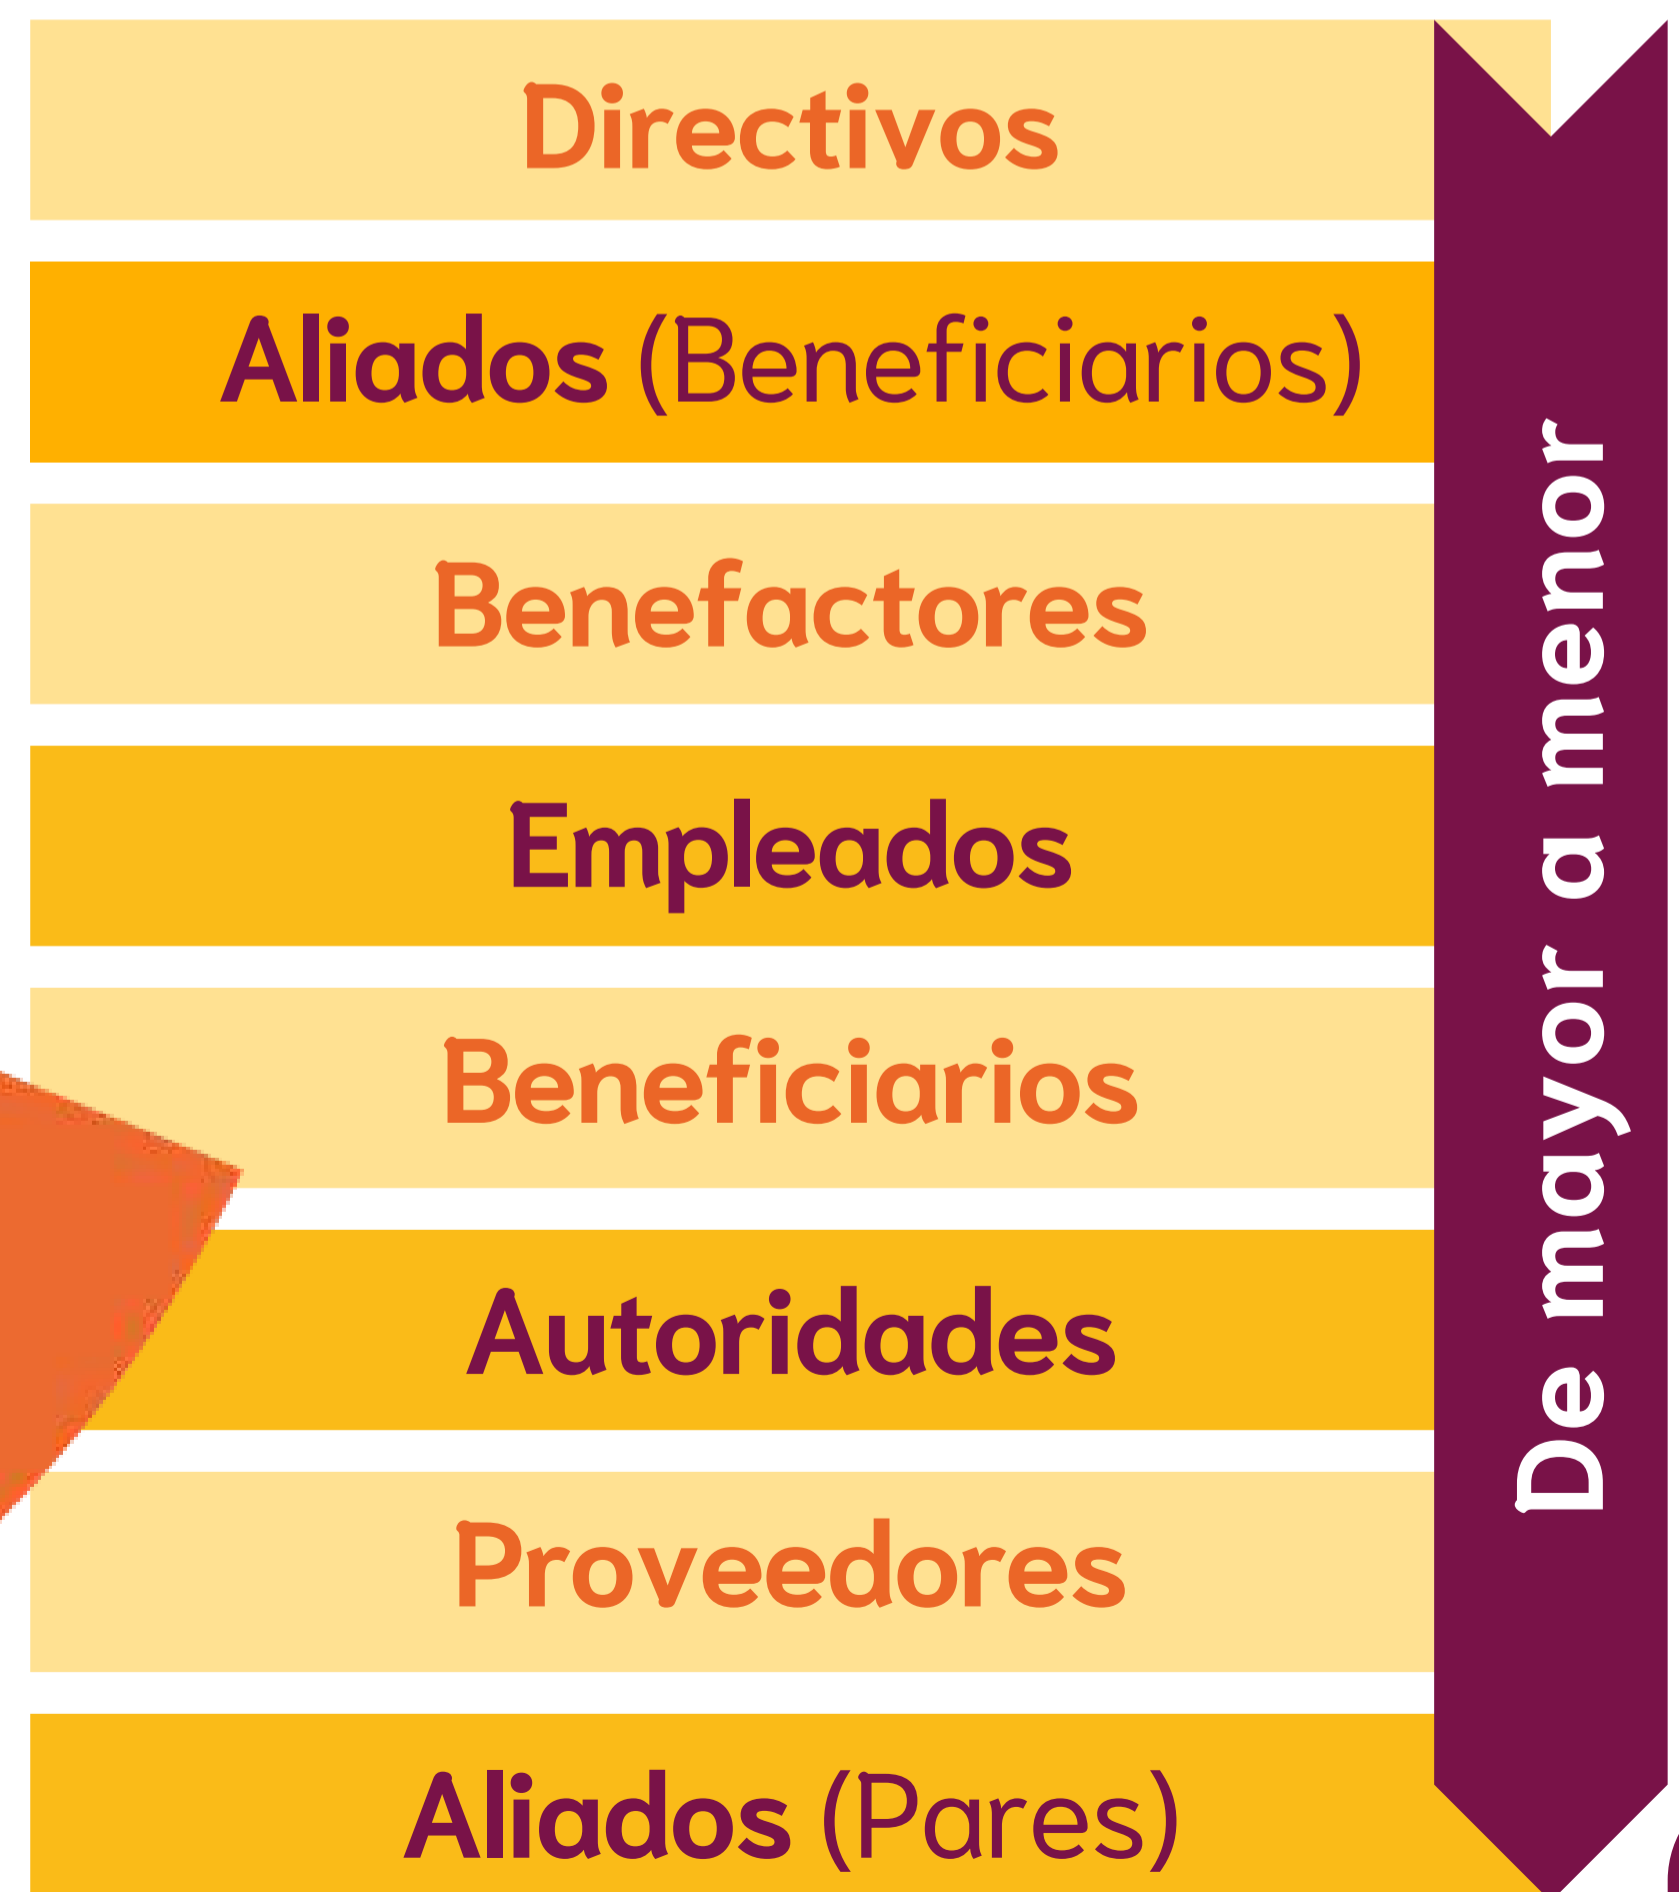 Directivos
Aliados (Beneficiarios)
Benefactores
Empleados
Beneficiarios
Autoridades
Proveedores
Aliados (Pares)
De mayor a menor